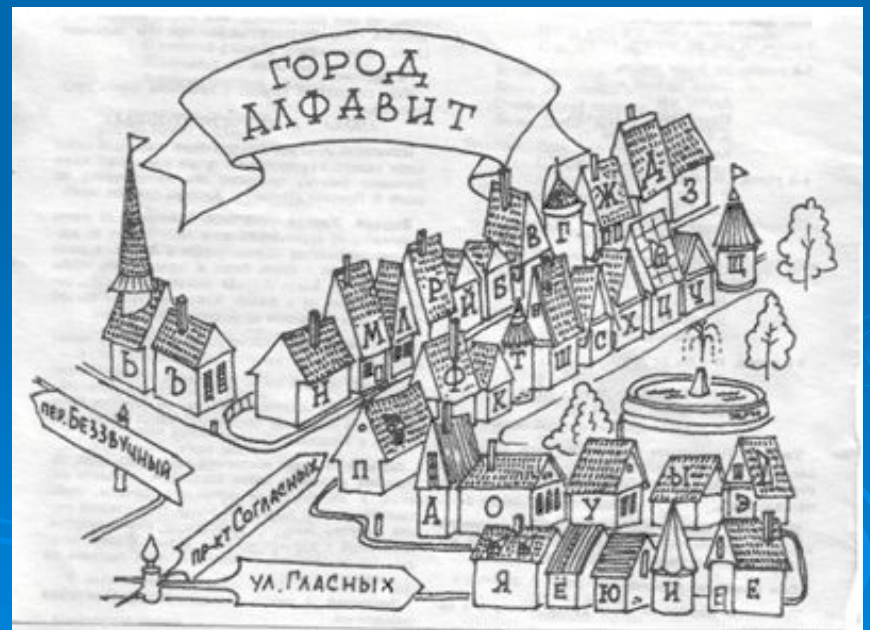 ГОРОД
АЛФАВИТ
Ж Д З
В Г
Р Й Б
М Л
Щ
Ь Ъ
Н
Ф К Т Ш С Х Ц Ч
П
пер. Беззвучный
пр-кт Согласных
ул. Гласных
А О У Ы Э
Я Ё Ю И Е